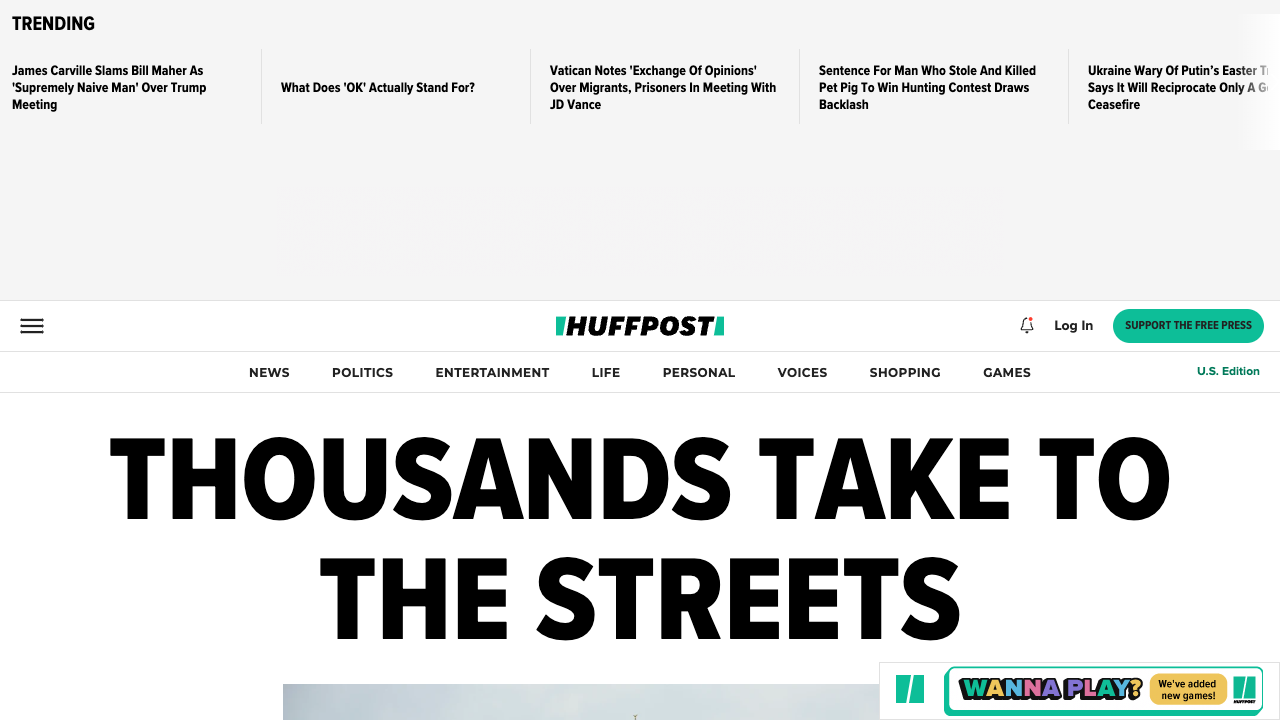 TRENDING
James Carville Slams Bill Maher As
'Supremely Naive Man' Over Trump
Meeting
What Does 'OK' Actually Stand For?
Vatican Notes 'Exchange Of Opinions'
Over Migrants, Prisoners In Meeting With
JD Vance
Sentence For Man Who Stole And Killed
Pet Pig To Win Hunting Contest Draws
Backlash
Ukraine Wary Of Putin's Easter
Says It Will Reciprocate Only A
Ceasefire
HUFFPOST
Log In
SUPPORT THE FREE PRESS
NEWS
POLITICS
ENTERTAINMENT
LIFE
PERSONAL
VOICES
SHOPPING
GAMES
U.S. Edition
THOUSANDS TAKE TO
THE STREETS
WANNA PLAY?
We've added
new games!
HUFFPOST